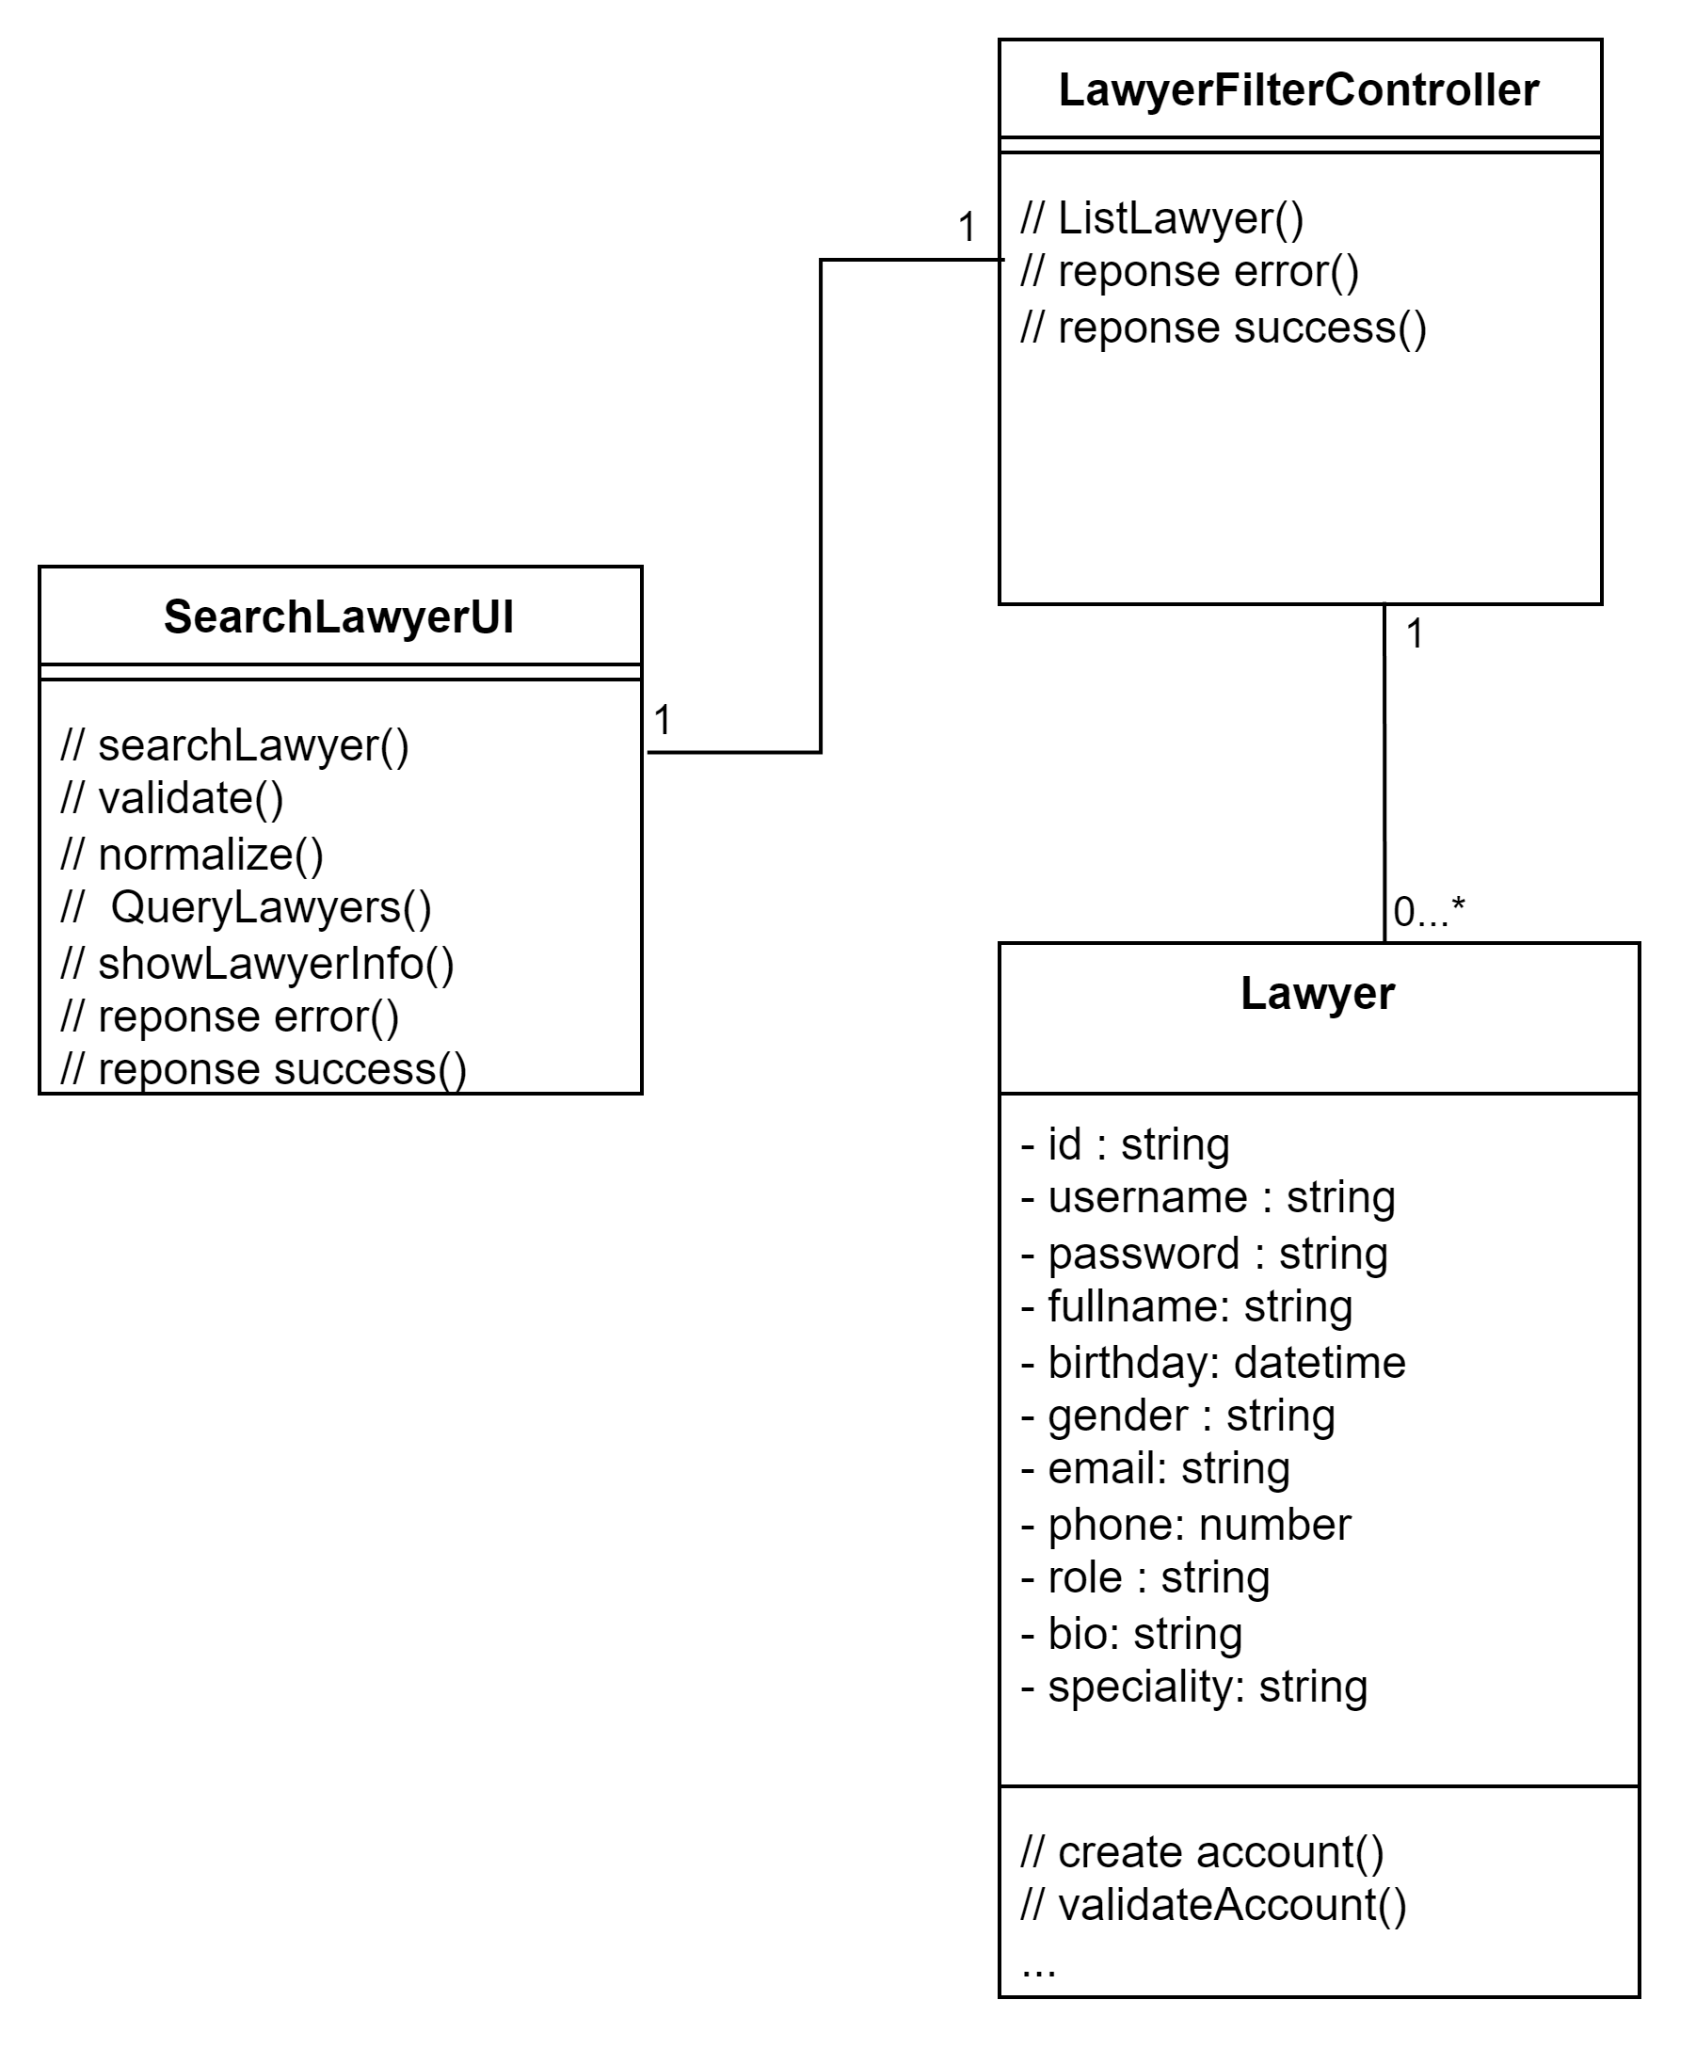 LawyerFilterController
// ListLawyer()
// reponse error()
// reponse success()
1
1
SearchLawyerUI
// searchLawyer()
// validate()
// normalize()
//  QueryLawyers()
// showLawyerInfo()
// reponse error()
// reponse success()
1
0...*
Lawyer
- id : string
- username : string
- password : string
- fullname: string
- birthday: datetime
- gender : string
- email: string
- phone: number
- role : string
- bio: string
- speciality: string
// create account()
// validateAccount()
...